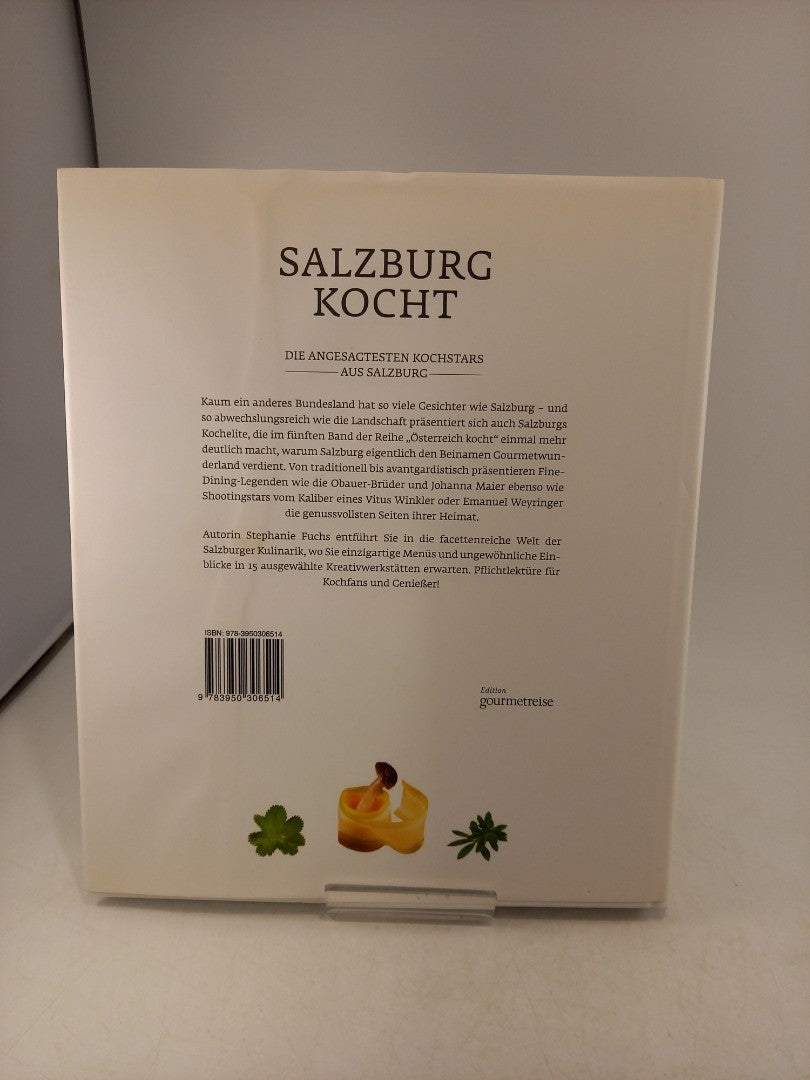 SALZBURG
KOCHT
DIE ANGESAGTESTEN KOCHSTARS
AUS SALZBURG
Kaum ein anderes Bundesland hat so viele Gesichter wie Salzburg – und
so abwechslungsreich wie die Landschaft präsentiert sich auch Salzburgs
Kochelite, die im fünften Band der Reihe „Österreich kocht“ einmal mehr
deutlich macht, warum Salzburg eigentlich den Beinamen Gourmetwun-
derland verdient. Von traditionell bis avantgardistisch präsentieren Fine-
Dining-Legenden wie die Obauer-Brüder und Johanna Maier ebenso wie
Shootingstars vom Kaliber eines Vitus Winkler oder Emanuel Weyringer
die genussvollsten Seiten ihrer Heimat.
Autorin Stephanie Fuchs entführt Sie in die facettenreiche Welt der
Salzburger Kulinarik, wo Sie einzigartige Menüs und ungewöhnliche Ein-
blicke in 15 ausgewählte Kreativwerkstätten erwarten. Pflichtlektüre für
Kochfans und Genießer!
ISBN: 978-3950306514
9 783950 306514
Edition
gourmetreise